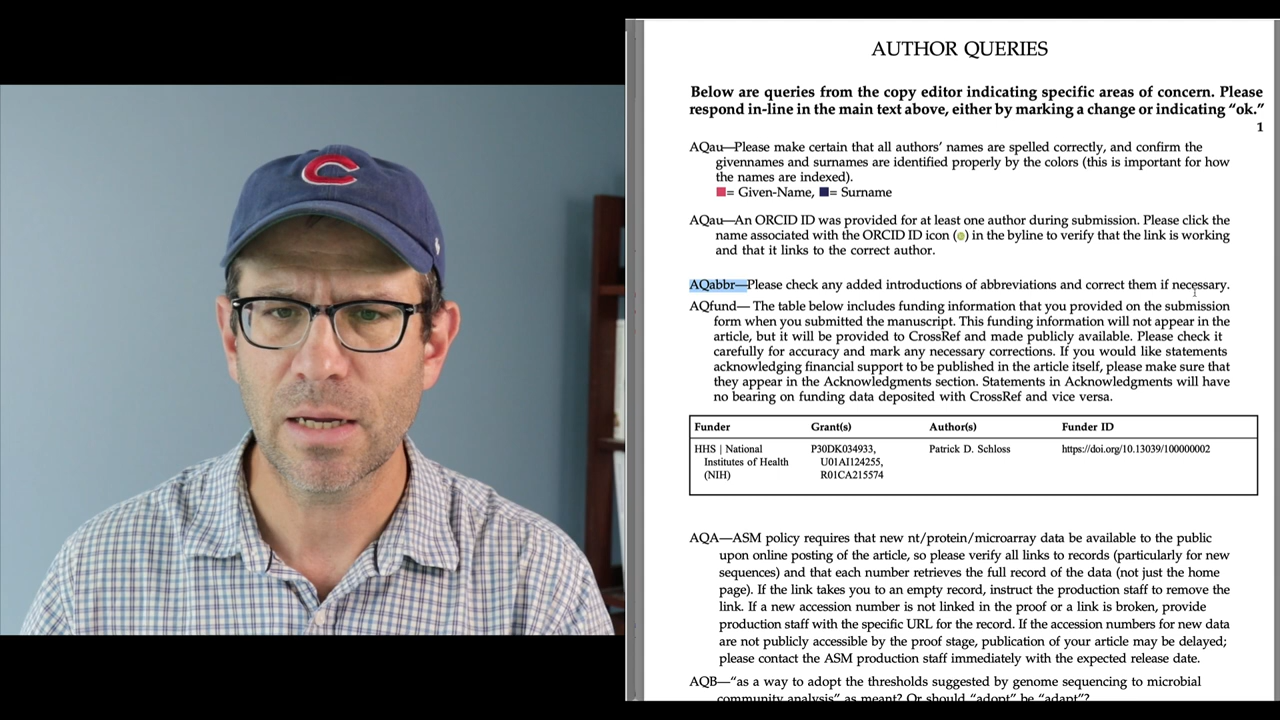 C
AUTHOR QUERIES
Below are queries from the copy editor indicating specific areas of concern. Please
respond in-line in the main text above, either by marking a change or indicating “ok.”
1
AQau—Please make certain that all authors’ names are spelled correctly, and confirm the
givennames and surnames are identified properly by the colors (this is important for how
the names are indexed).
= Given-Name, = Surname
AQau—An ORCID ID was provided for at least one author during submission. Please click the
name associated with the ORCID ID icon () in the byline to verify that the link is working
and that it links to the correct author.
AQabbr—Please check any added introductions of abbreviations and correct them if necessary.
AQfund— The table below includes funding information that you provided on the submission
form when you submitted the manuscript. This funding information will not appear in the
article, but it will be provided to CrossRef and made publicly available. Please check it
carefully for accuracy and mark any necessary corrections. If you would like statements
acknowledging financial support to be published in the article itself, please make sure that
they appear in the Acknowledgments section. Statements in Acknowledgments will have
no bearing on funding data deposited with CrossRef and vice versa.
Funder Grant(s) Author(s) Funder ID
HHS | National P30DK034933, Patrick D. Schloss https://doi.org/10.13039/100000002
Institutes of Health U01AI124255,
(NIH) R01CA215574
AQA—ASM policy requires that new nt/protein/microarray data be available to the public
upon online posting of the article, so please verify all links to records (particularly for new
sequences) and that each number retrieves the full record of the data (not just the home
page). If the link takes you to an empty record, instruct the production staff to remove the
link. If a new accession number is not linked in the proof or a link is broken, provide
production staff with the specific URL for the record. If the accession numbers for new data
are not publicly accessible by the proof stage, publication of your article may be delayed;
please contact the ASM production staff immediately with the expected release date.
AQB—“as a way to adopt the thresholds suggested by genome sequencing to microbial
community analysis” as meant? Or should “adopt” be “adapt”?